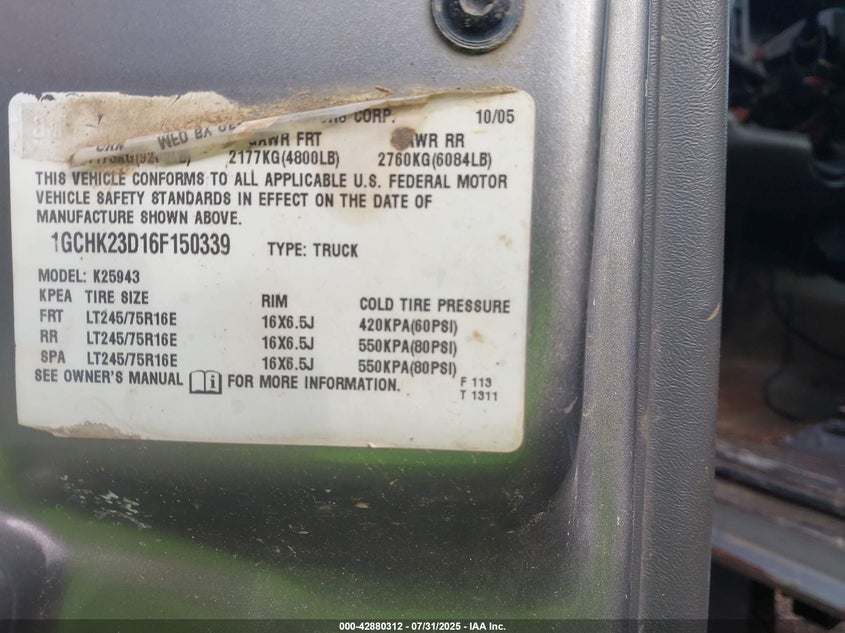 CORP. 10/05
GAWR FRT
2177KG(4800LB) 2760KG(6084LB)
THIS VEHICLE CONFORMS TO ALL APPLICABLE U.S. FEDERAL MOTOR
VEHICLE SAFETY STANDARDS IN EFFECT ON THE DATE OF
MANUFACTURE SHOWN ABOVE.
1GCHK23D16F150339 TYPE: TRUCK
MODEL: K25943
KPEA TIRE SIZE RIM COLD TIRE PRESSURE
FRT LT245/75R16E 16X6.5J 420KPA(60PSI)
RR LT245/75R16E 16X6.5J 550KPA(80PSI)
SPA LT245/75R16E 16X6.5J 550KPA(80PSI)
SEE OWNER'S MANUAL FOR MORE INFORMATION.
F 113
T 1311
000-42880312 / 07/31/2025 - IAA Inc.